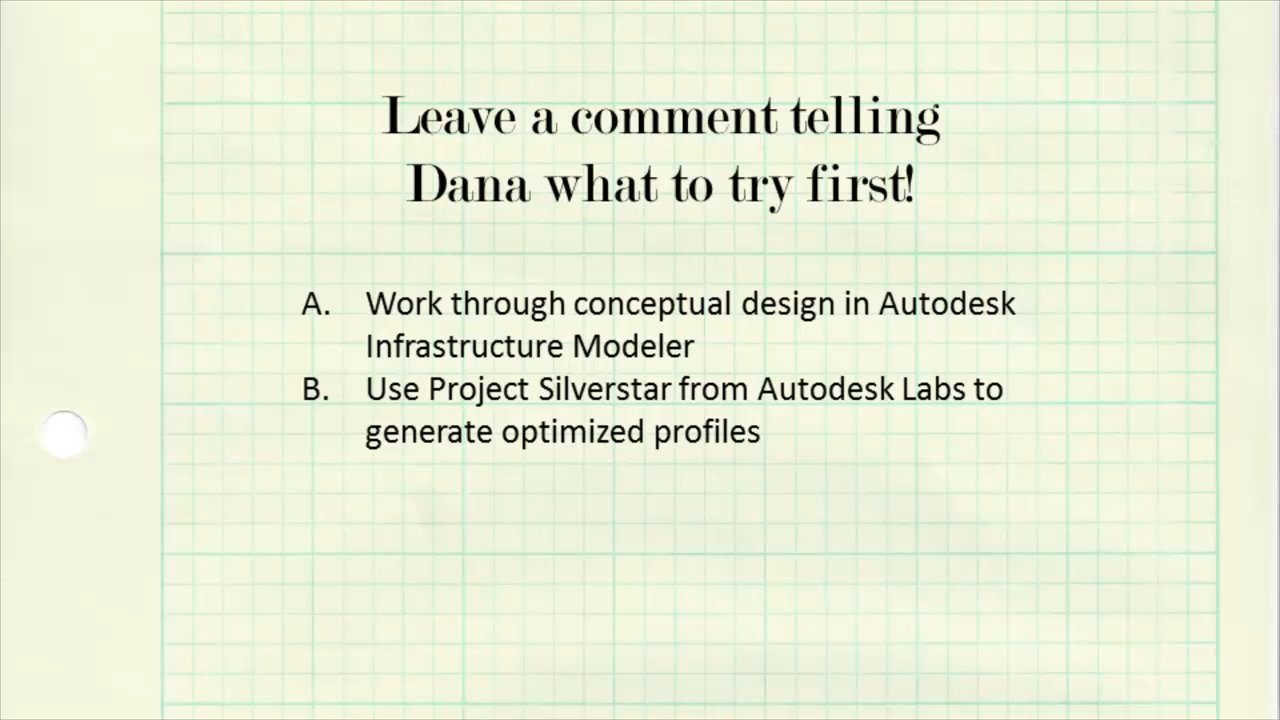 Leave a comment telling
Dana what to try first!
A. Work through conceptual design in Autodesk
Infrastructure Modeler
B. Use Project Silverstar from Autodesk Labs to
generate optimized profiles